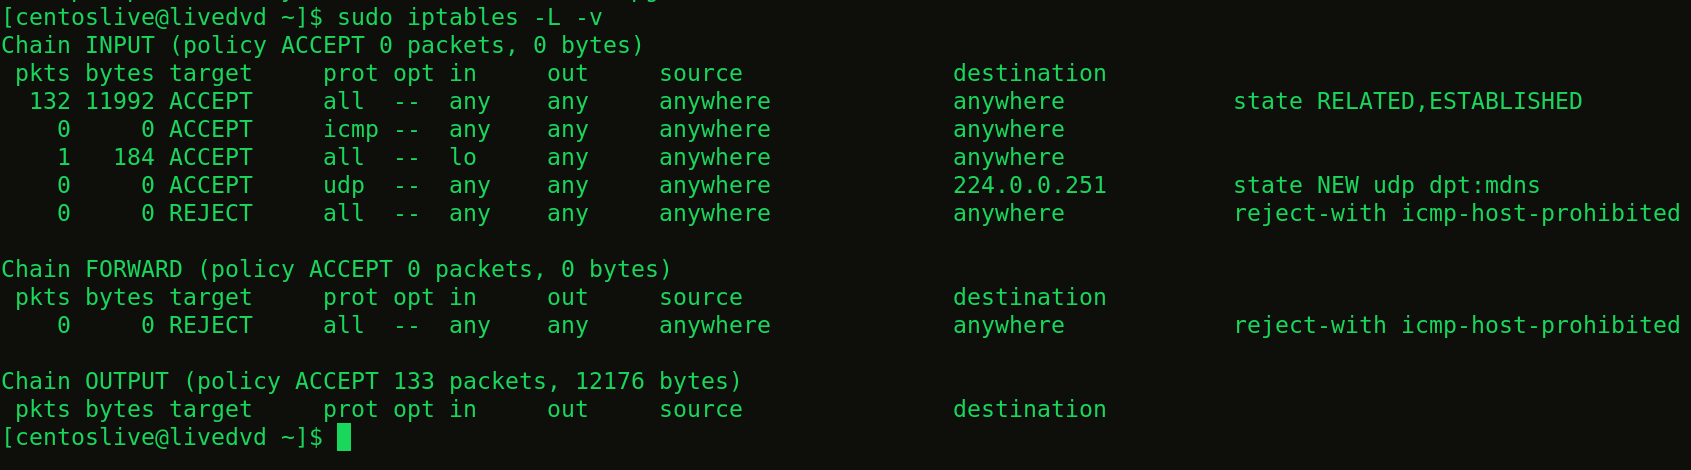 [centoslive@livedvd ~]$ sudo iptables -L -v
Chain INPUT (policy ACCEPT 0 packets, 0 bytes)
 pkts bytes target     prot opt in     out     source               destination
  132 11992 ACCEPT     all  --  any    any     anywhere             anywhere            state RELATED,ESTABLISHED
    0     0 ACCEPT     icmp --  any    any     anywhere             anywhere
    1   184 ACCEPT     all  --  lo     any     anywhere             anywhere
    0     0 ACCEPT     udp  --  any    any     anywhere             224.0.0.251         state NEW udp dpt:mdns
    0     0 REJECT     all  --  any    any     anywhere             anywhere            reject-with icmp-host-prohibited

Chain FORWARD (policy ACCEPT 0 packets, 0 bytes)
 pkts bytes target     prot opt in     out     source               destination
    0     0 REJECT     all  --  any    any     anywhere             anywhere            reject-with icmp-host-prohibited

Chain OUTPUT (policy ACCEPT 133 packets, 12176 bytes)
 pkts bytes target     prot opt in     out     source               destination
[centoslive@livedvd ~]$